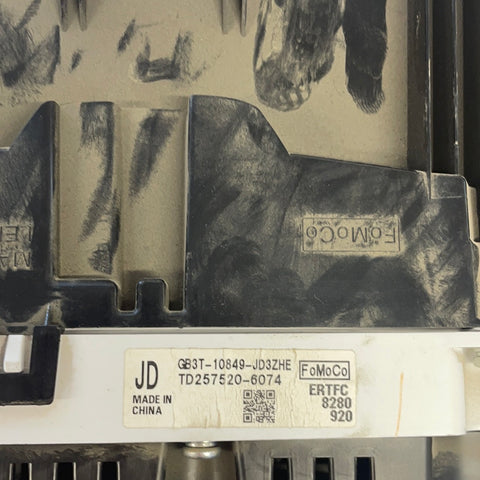 FoMoCo
JD
MADE IN
CHINA
GB3T-10849-JD3ZHE
TD257520-6074
FoMoCo
ERTFC
8280
920